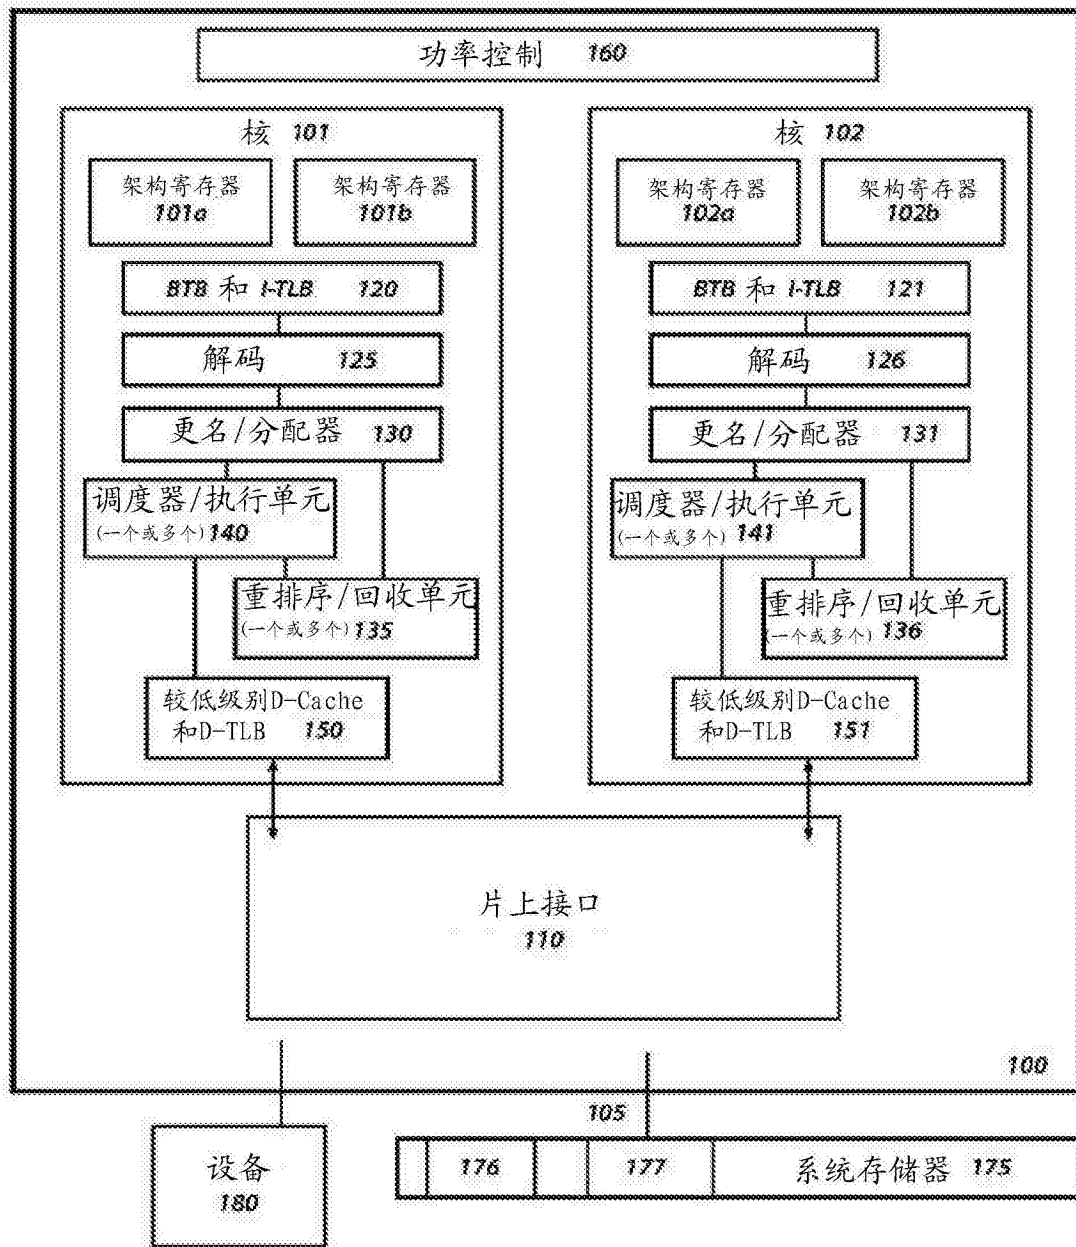 功率控制 160
核 101
架构寄存器
101a
架构寄存器
101b
BTB 和 I-TLB 120
解码 125
更名/分配器 130
调度器/执行单元
(一个或多个) 140
重排序/回收单元
(一个或多个) 135
较低级别D-Cache
和D-TLB 150
核 102
架构寄存器
102a
架构寄存器
102b
BTB 和 I-TLB 121
解码 126
更名/分配器 131
调度器/执行单元
(一个或多个) 141
重排序/回收单元
(一个或多个) 136
较低级别D-Cache
和D-TLB 151
片上接口
110
100
105
设备
180
176
177
系统存储器 175